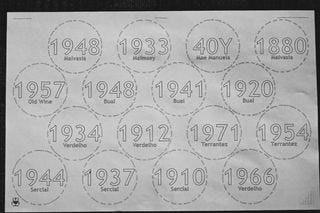 1948 1933 40Y 1880
Malvasia Malmsey Mae Manuela Malvasia
1957 1948 1941 1920
Old Wine Bual Bual Bual
1934 1912 1971 1954
Verdelho Verdelho Terrantez Terrantez
1944 1937 1910 1966
Sercial Sercial Sercial Verdelho